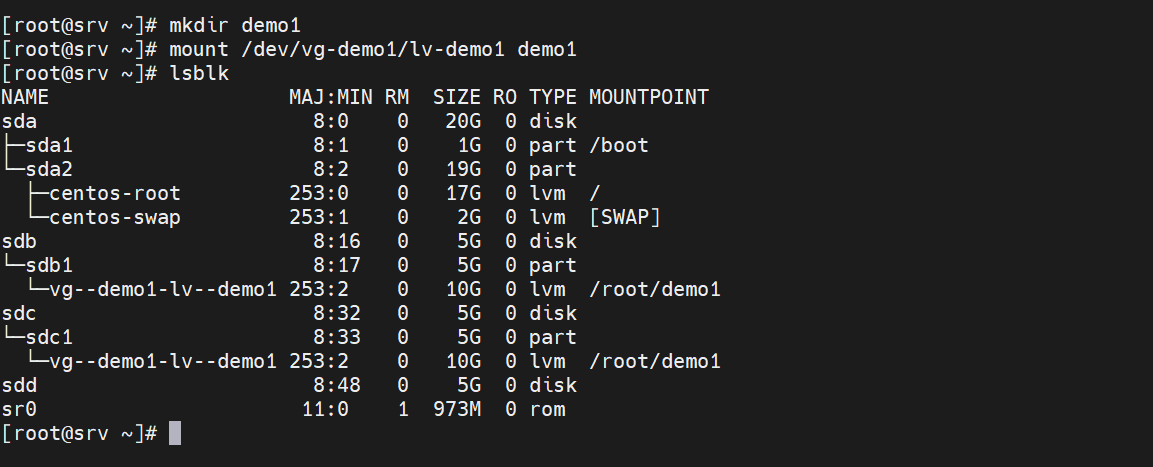 [root@srv ~]# mkdir demo1
[root@srv ~]# mount /dev/vg-demo1/lv-demo1 demo1
[root@srv ~]# lsblk
NAME                    MAJ:MIN RM  SIZE RO TYPE MOUNTPOINT
sda                       8:0    0   20G  0 disk
├─sda1                    8:1    0    1G  0 part /boot
└─sda2                    8:2    0   19G  0 part
  ├─centos-root         253:0    0   17G  0 lvm  /
  └─centos-swap         253:1    0    2G  0 lvm  [SWAP]
sdb                       8:16   0    5G  0 disk
└─sdb1                    8:17   0    5G  0 part
  └─vg--demo1-lv--demo1 253:2    0   10G  0 lvm  /root/demo1
sdc                       8:32   0    5G  0 disk
└─sdc1                    8:33   0    5G  0 part
  └─vg--demo1-lv--demo1 253:2    0   10G  0 lvm  /root/demo1
sdd                       8:48   0    5G  0 disk
sr0                      11:0    1  973M  0 rom
[root@srv ~]#